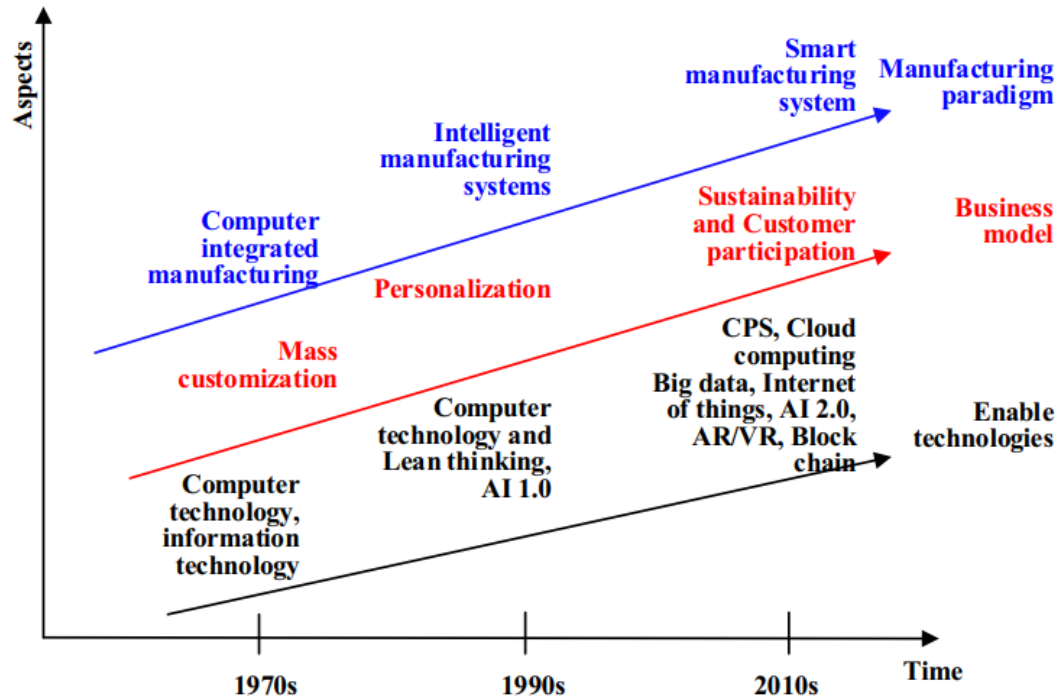 Aspects
Smart
manufacturing
system
Manufacturing
paradigm
Intelligent
manufacturing
systems
Computer
integrated
manufacturing
Sustainability
and Customer
participation
Business
model
Personalization
Mass
customization
CPS, Cloud
computing
Big data, Internet
of things, AI 2.0,
AR/VR, Block
chain
Enable
technologies
Computer
technology and
Lean thinking,
AI 1.0
Computer
technology,
information
technology
1970s
1990s
2010s
Time